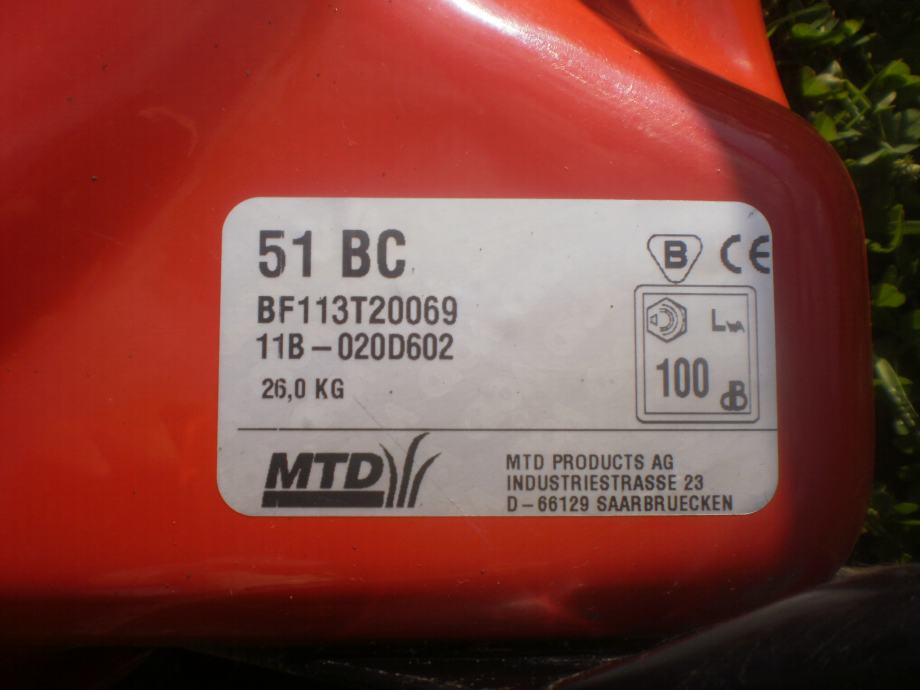 51 BC
BF113T20069
11B-020D602
26,0 KG
B CE
LWA
100 dB
MTD
MTD PRODUCTS AG
INDUSTRIESTRASSE 23
D-66129 SAARBRUECKEN